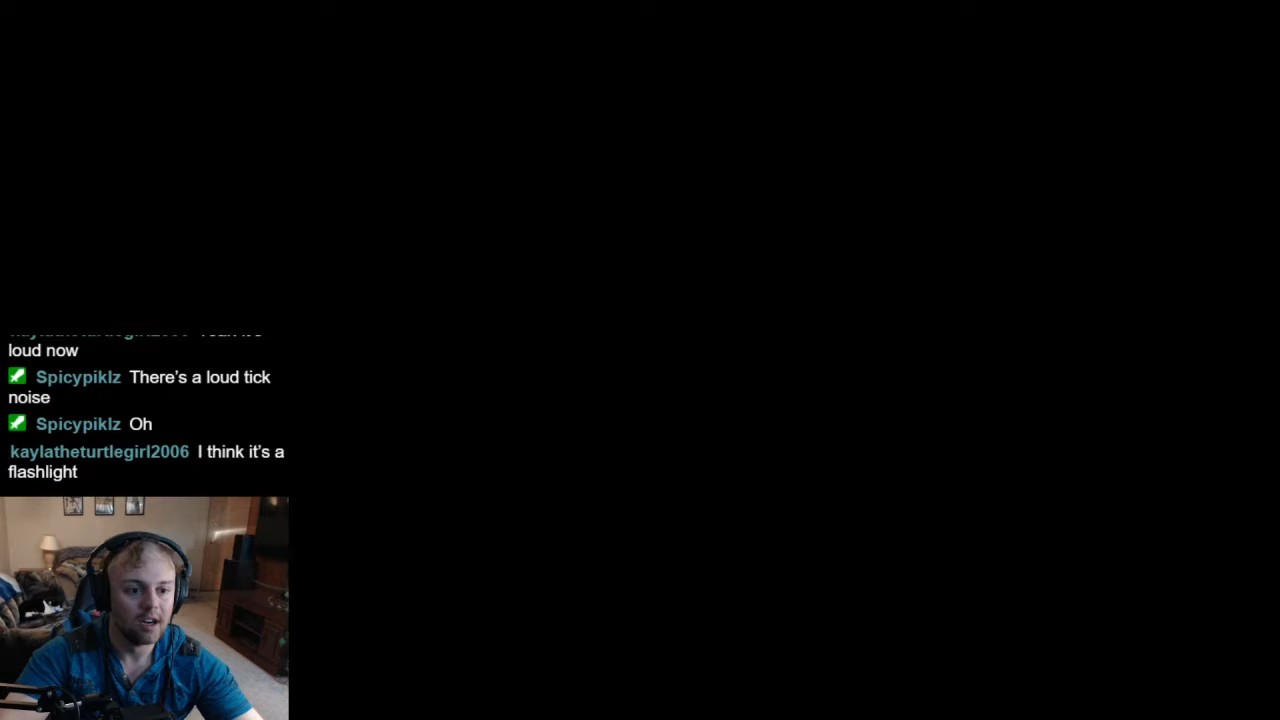 loud now
Spicypiklz There's a loud tick
noise
Spicypiklz Oh
kaylatheturtlegirl2006 I think it's a
flashlight